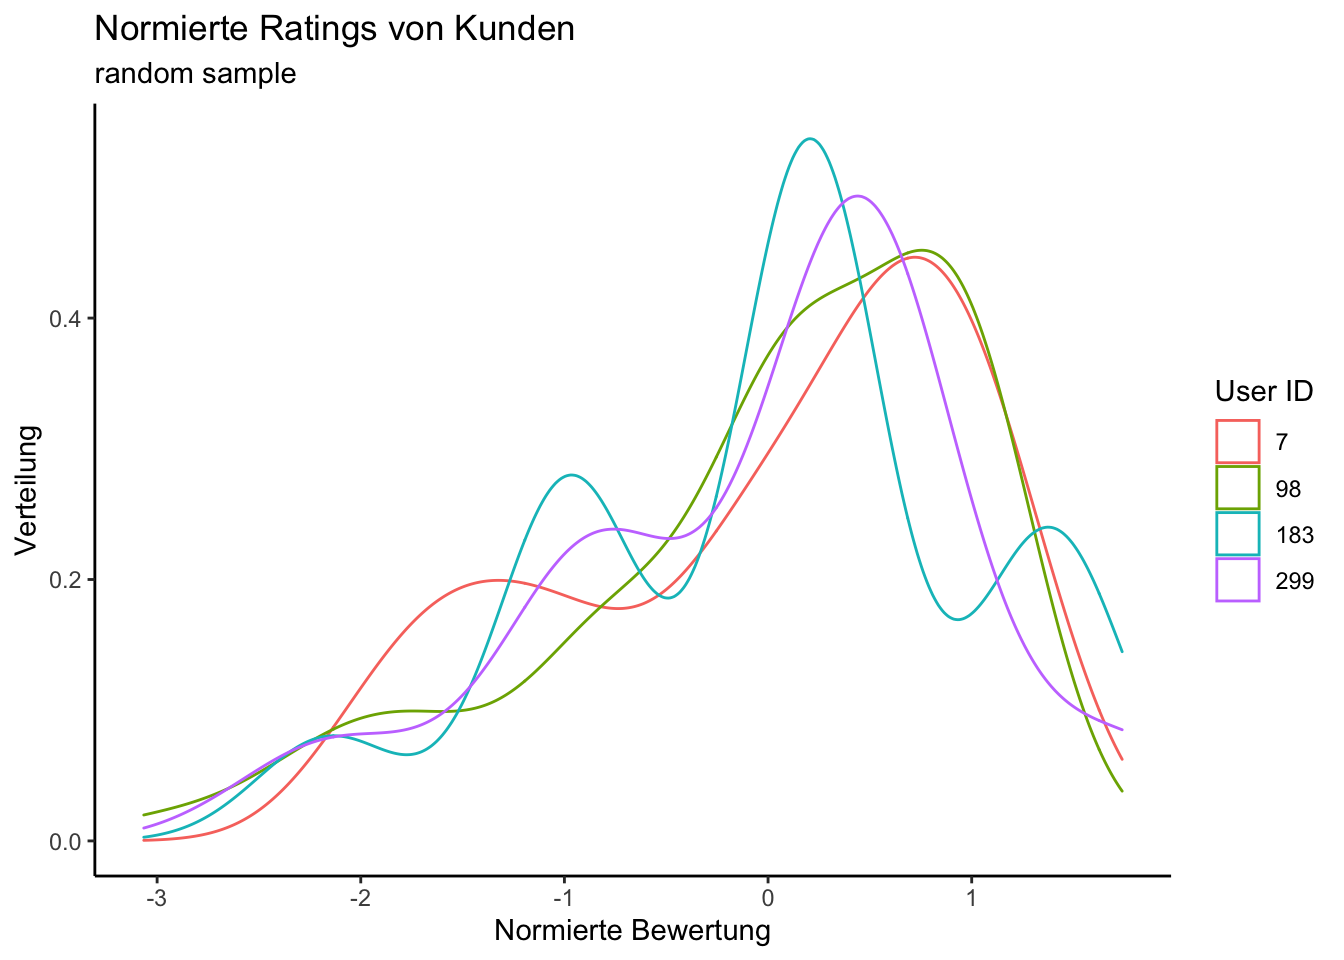 Normierte Ratings von Kunden
random sample
Verteilung
0.4
0.2
0.0
-3
-2
-1
0
1
Normierte Bewertung
User ID
7
98
183
299